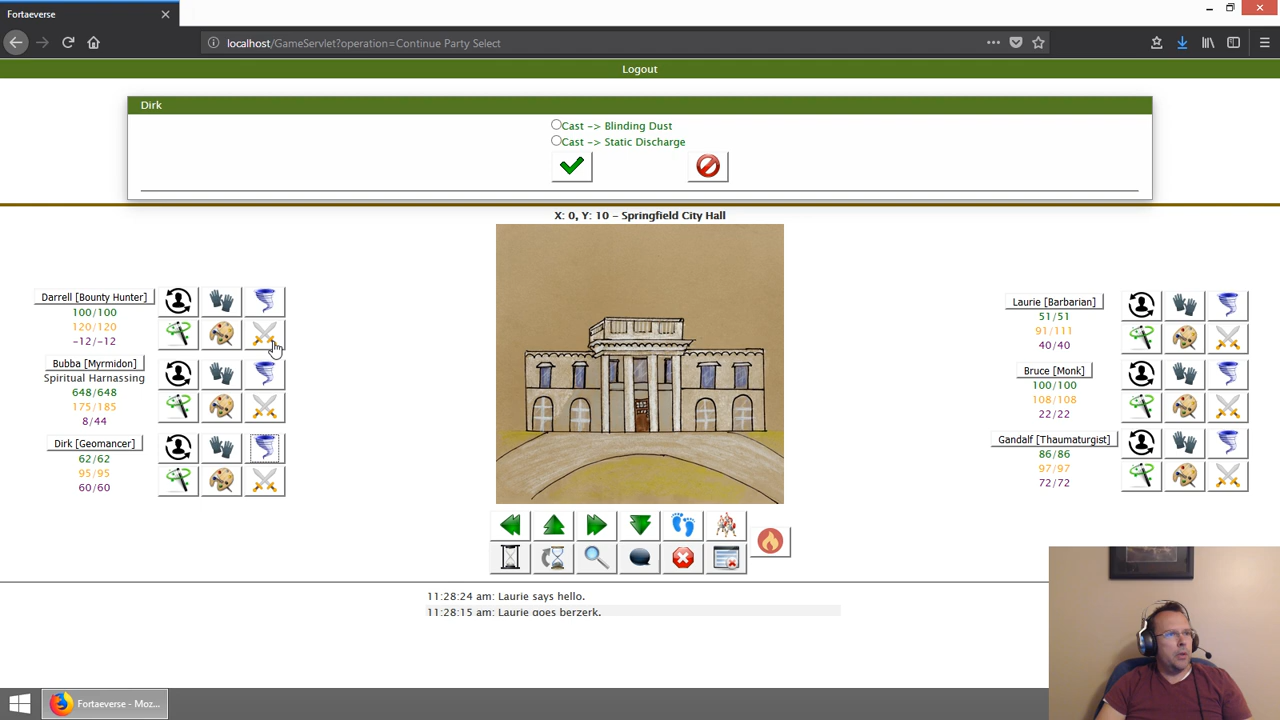 Fortaeverse
localhost/GameServlet?operation=Continue Party Select
Logout
Dirk
Cast -> Blinding Dust
Cast -> Static Discharge
X: 0, Y: 10 - Springfield City Hall
Darrell [Bounty Hunter]
100/100
120/120
-12/-12
Bubba [Myrmidon]
Spiritual Harnassing
648/648
175/185
8/44
Dirk [Geomancer]
62/62
95/95
60/60
Laurie [Barbarian]
51/51
91/111
40/40
Bruce [Monk]
100/100
108/108
22/22
Gandalf [Thaumaturgist]
86/86
97/97
72/72
11:28:24 am: Laurie says hello.
11:28:15 am: Laurie goes berzerk.
Fortaeverse - Moz...